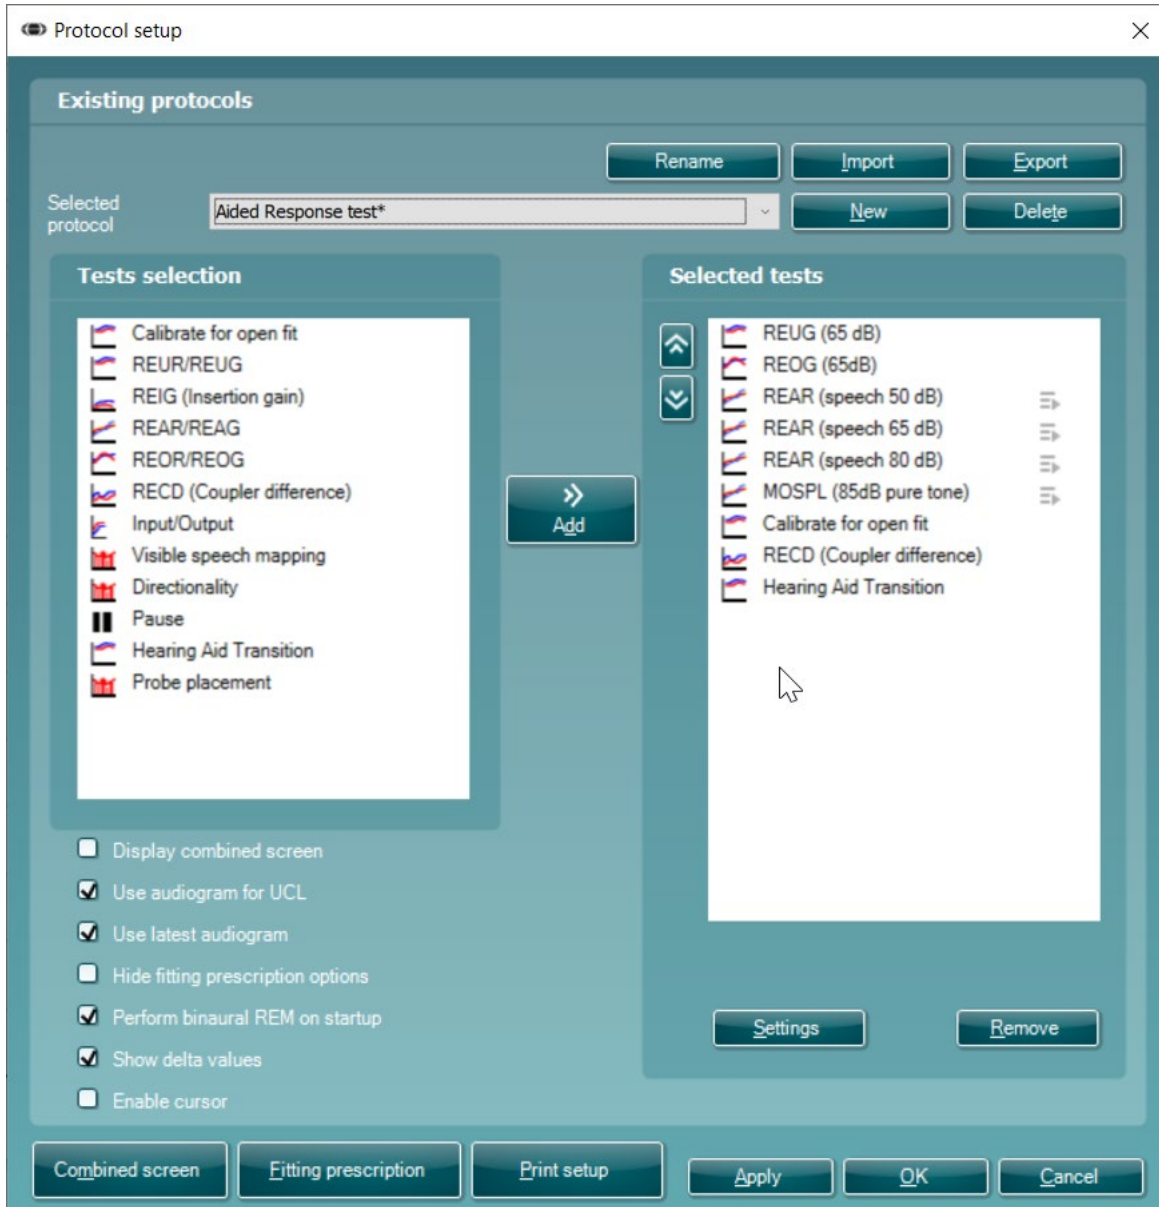 Protocol setup
Existing protocols
Rename
Import
Export
Selected
protocol
Aided Response test*
New
Delete
Tests selection
Calibrate for open fit
REUR/REUG
REIG (Insertion gain)
REAR/REAG
REOR/REOG
RECD (Coupler difference)
Input/Output
Visible speech mapping
Directionality
Pause
Hearing Aid Transition
Probe placement
Add
Selected tests
REUG (65 dB)
REOG (65dB)
REAR (speech 50 dB)
REAR (speech 65 dB)
REAR (speech 80 dB)
MOSPL (85dB pure tone)
Calibrate for open fit
RECD (Coupler difference)
Hearing Aid Transition
Settings
Remove
Display combined screen
Use audiogram for UCL
Use latest audiogram
Hide fitting prescription options
Perform binaural REM on startup
Show delta values
Enable cursor
Combined screen
Fitting prescription
Print setup
Apply
OK
Cancel